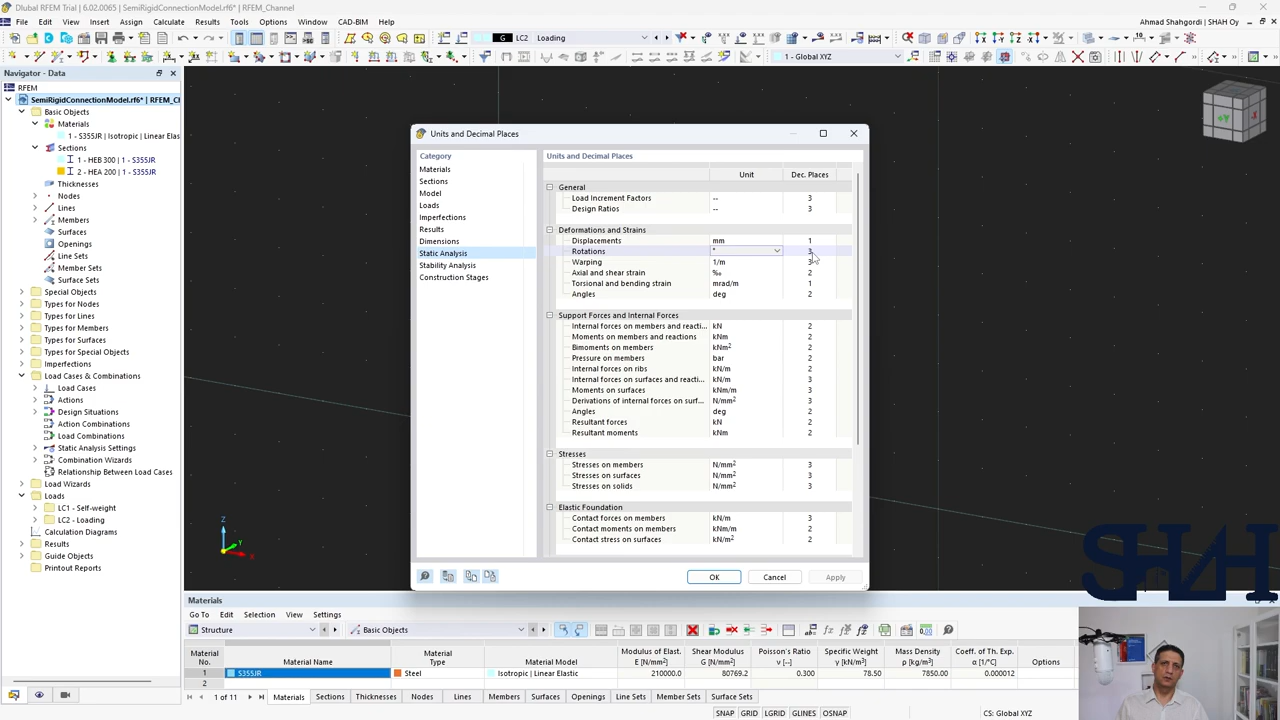 Dlubal RFEM Trial | 6.02.0065 | SemiRigidConnectionModel.rf6* | RFEM_Channel
File Edit View Insert Assign Calculate Results Tools Options Window CAD-BIM Help
Ahmad Shahgordi | SHAH Oy
G LC2 Loading
1 - Global XYZ
Navigator - Data
RFEM
SemiRigidConnectionModel.rf6* | RFEM_Ch
Basic Objects
Materials
1 - S355JR | Isotropic | Linear Elas
Sections
1 - HEB 300 | 1 - S355JR
2 - HEA 200 | 1 - S355JR
Thicknesses
Nodes
Lines
Members
Surfaces
Openings
Line Sets
Member Sets
Surface Sets
Special Objects
Types for Nodes
Types for Lines
Types for Members
Types for Surfaces
Types for Special Objects
Imperfections
Load Cases & Combinations
Load Cases
Actions
Design Situations
Action Combinations
Load Combinations
Static Analysis Settings
Combination Wizards
Relationship Between Load Cases
Load Wizards
Loads
LC1 - Self-weight
LC2 - Loading
Calculation Diagrams
Results
Guide Objects
Printout Reports
Units and Decimal Places
Category
Materials
Sections
Model
Loads
Imperfections
Results
Dimensions
Static Analysis
Stability Analysis
Construction Stages
Units and Decimal Places
Unit Dec. Places
General
Load Increment Factors -- 3
Design Ratios -- 3
Deformations and Strains
Displacements mm 1
Rotations ° 3
Warping 1/m 3
Axial and shear strain ‰ 2
Torsional and bending strain mrad/m 1
Angles deg 2
Support Forces and Internal Forces
Internal forces on members and reacti... kN 2
Moments on members and reactions kNm 2
Bimoments on members kNm2 2
Pressure on members bar 2
Internal forces on ribs kN/m 2
Internal forces on surfaces and reacti... kN/m 3
Moments on surfaces kNm/m 3
Derivations of internal forces on surf... N/mm2 3
Angles deg 2
Resultant forces kN 2
Resultant moments kNm 2
Stresses
Stresses on members N/mm2 3
Stresses on surfaces N/mm2 3
Stresses on solids N/mm2 3
Elastic Foundation
Contact forces on members kN/m 3
Contact moments on members kNm/m 2
Contact stress on surfaces kN/m2 2
OK Cancel Apply
+Y -X
Z Y X
SHAH
Materials
Go To Edit Selection View Settings
Structure Basic Objects
Material No. Material Name Material Type Material Model Modulus of Elast. E [N/mm2] Shear Modulus G [N/mm2] Poisson's Ratio ν [--] Specific Weight γ [kN/m3] Mass Density ρ [kg/m3] Coeff. of Th. Exp. α [1/°C] Options
1 S355JR Steel Isotropic | Linear Elastic 210000.0 80769.2 0.300 78.50 7850.00 0.000012
2
1 of 11 Materials Sections Thicknesses Nodes Lines Members Surfaces Openings Line Sets Member Sets Surface Sets
SNAP GRID LGRID GLINES OSNAP CS: Global XYZ